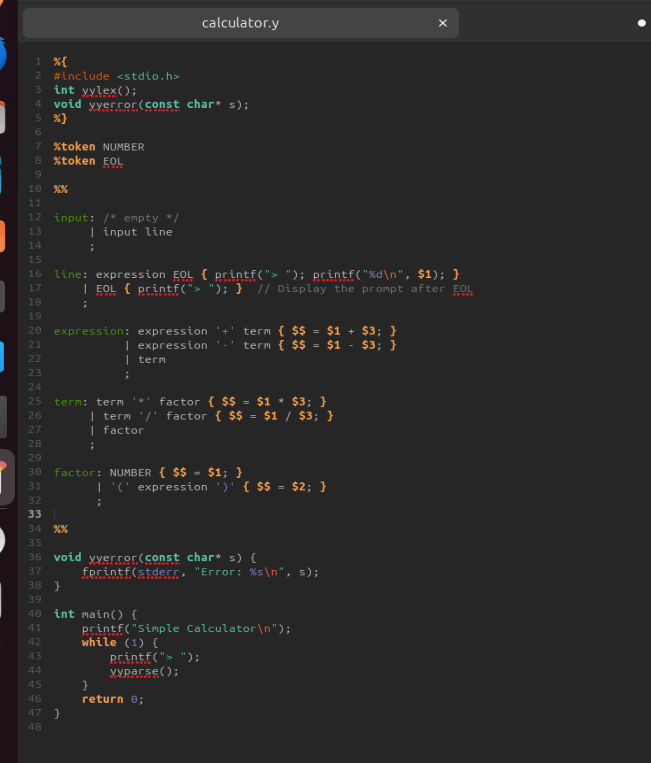 calculator.y ×
1 %{
2 #include <stdio.h>
3 int yylex();
4 void yyerror(const char* s);
5 %}
6
7 %token NUMBER
8 %token EOL
9
10 %%
11
12 input: /* empty */
13      | input line
14      ;
15
16 line: expression EOL { printf("> "); printf("%d\n", $1); }
17     | EOL { printf("> "); }  // Display the prompt after EOL
18     ;
19
20 expression: expression '+' term { $$ = $1 + $3; }
21           | expression '-' term { $$ = $1 - $3; }
22           | term
23           ;
24
25 term: term '*' factor { $$ = $1 * $3; }
26      | term '/' factor { $$ = $1 / $3; }
27      | factor
28      ;
29
30 factor: NUMBER { $$ = $1; }
31       | '(' expression ')' { $$ = $2; }
32       ;
33
34 %%
35
36 void yyerror(const char* s) {
37     fprintf(stderr, "Error: %s\n", s);
38 }
39
40 int main() {
41     printf("Simple Calculator\n");
42     while (1) {
43         printf("> ");
44         yyparse();
45     }
46     return 0;
47 }
48